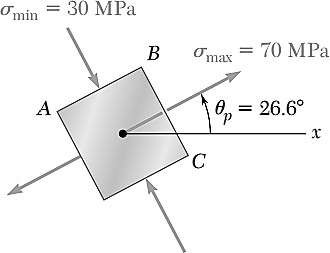 σmin = 30 MPa
B
σmax = 70 MPa
A
θp = 26.6°
x
C